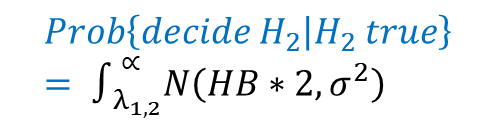 Prob{decide H₂|H₂ true}
= ∫_{λ₁,₂}^{∝} N(HB ∗ 2, σ²)